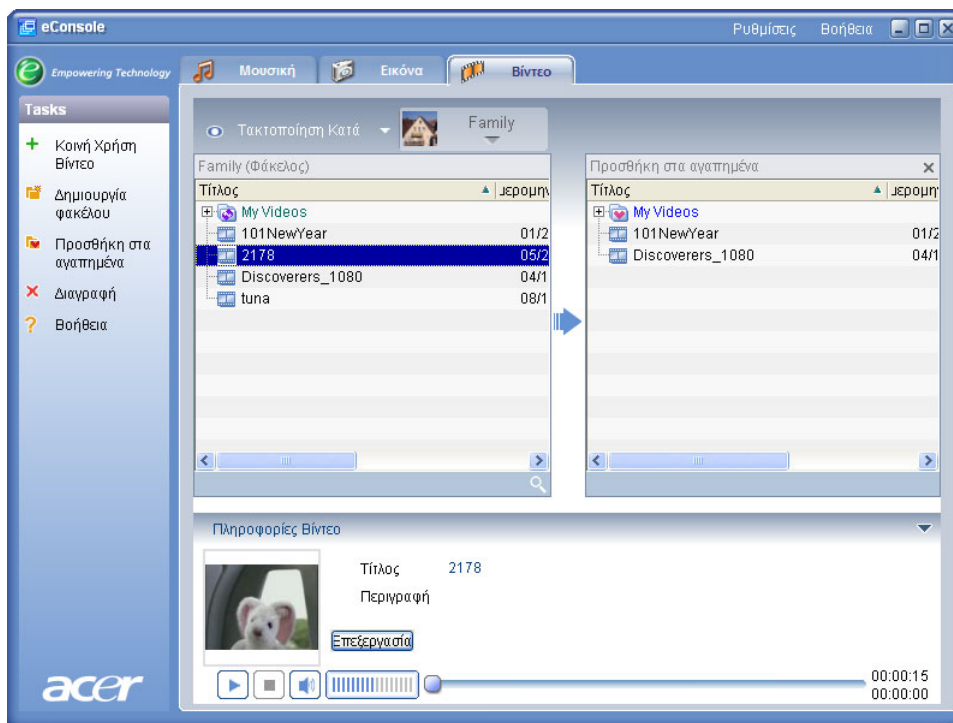 eConsole
Ρυθμίσεις Βοήθεια
Empowering Technology
Μουσική Εικόνα Βίντεο
Tasks
Κοινή Χρήση
Βίντεο
Δημιουργία
φακέλου
Προσθήκη στα
αγαπημένα
Διαγραφή
Βοήθεια
Τακτοποίηση Κατά Family
Family (Φάκελος)
Τίτλος μερομην
My Videos
101NewYear 01/2
2178 05/2
Discoverers_1080 04/1
tuna 08/1
Προσθήκη στα αγαπημένα
Τίτλος μερομην
My Videos
101NewYear 01/2
Discoverers_1080 04/1
Πληροφορίες Βίντεο
Τίτλος 2178
Περιγραφή
Επεξεργασία
00:00:15
00:00:00
acer